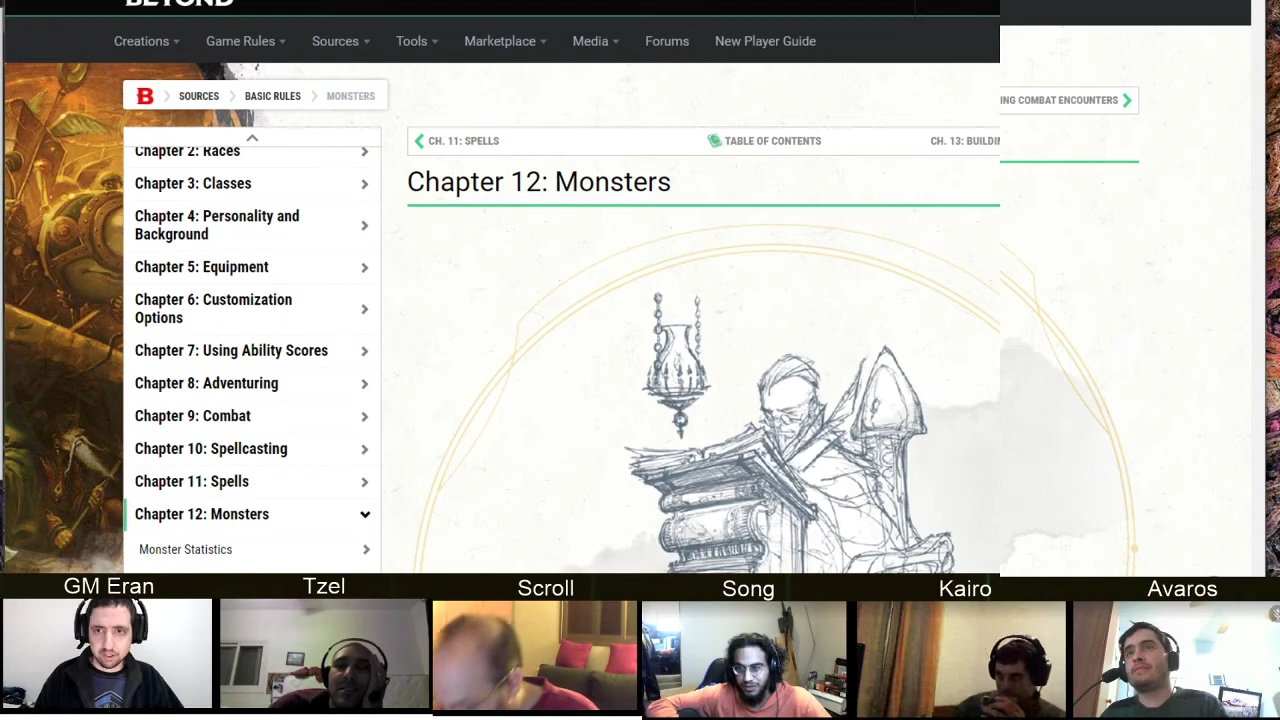 BEYOND
Creations Game Rules Sources Tools Marketplace Media Forums New Player Guide
SOURCES BASIC RULES MONSTERS
ING COMBAT ENCOUNTERS
CH. 11: SPELLS TABLE OF CONTENTS CH. 13: BUILDIN
Chapter 12: Monsters
Chapter 2: Races
Chapter 3: Classes
Chapter 4: Personality and
Background
Chapter 5: Equipment
Chapter 6: Customization
Options
Chapter 7: Using Ability Scores
Chapter 8: Adventuring
Chapter 9: Combat
Chapter 10: Spellcasting
Chapter 11: Spells
Chapter 12: Monsters
Monster Statistics
GM Eran Tzel Scroll Song Kairo Avaros